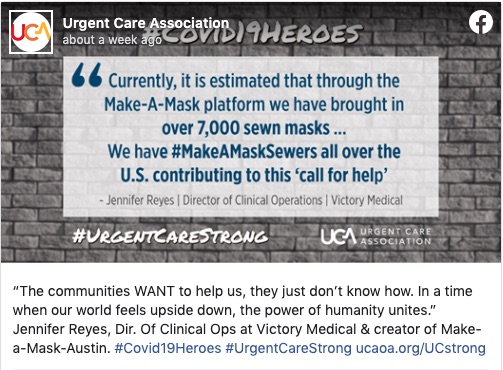 UCA
Urgent Care Association
about a week ago
#COVID19HEROES
“ Currently, it is estimated that through the
Make-A-Mask platform we have brought in
over 7,000 sewn masks ...
We have #MakeAMaskSewers all over the
U.S. contributing to this ‘call for help’
- Jennifer Reyes | Director of Clinical Operations | Victory Medical
#URGENTCARESTRONG
UCA URGENT CARE
ASSOCIATION
“The communities WANT to help us, they just don’t know how. In a time
when our world feels upside down, the power of humanity unites.”
Jennifer Reyes, Dir. Of Clinical Ops at Victory Medical & creator of Make-
a-Mask-Austin. #Covid19Heroes #UrgentCareStrong ucaoa.org/UCstrong